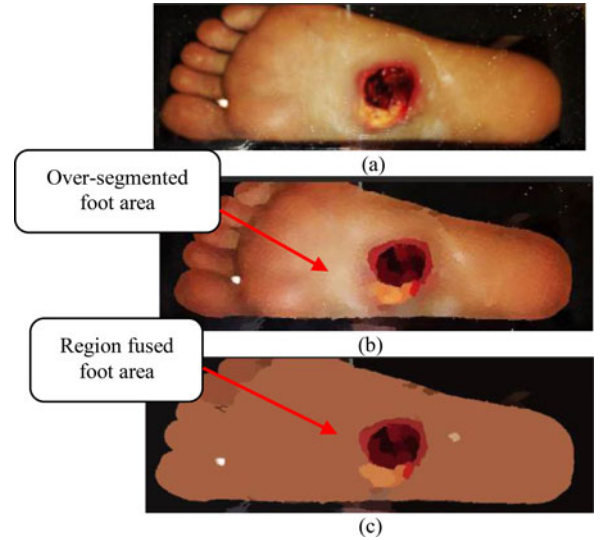 (a)
Over-segmented
foot area
(b)
Region fused
foot area
(c)